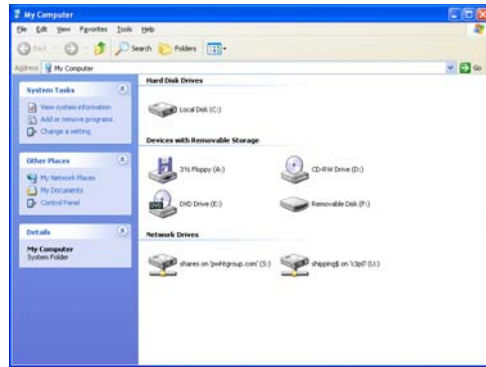 My Computer
File Edit View Favorites Tools Help
Back Search Folders
Address My Computer Go
System Tasks
View system information
Add or remove programs
Change a setting
Other Places
My Network Places
My Documents
Control Panel
Details
My Computer
System Folder
Hard Disk Drives
Local Disk (C:)
Devices with Removable Storage
3½ Floppy (A:) CD-RW Drive (D:)
DVD Drive (E:) Removable Disk (F:)
Network Drives
shares on (S:) shipping$ on (U:)